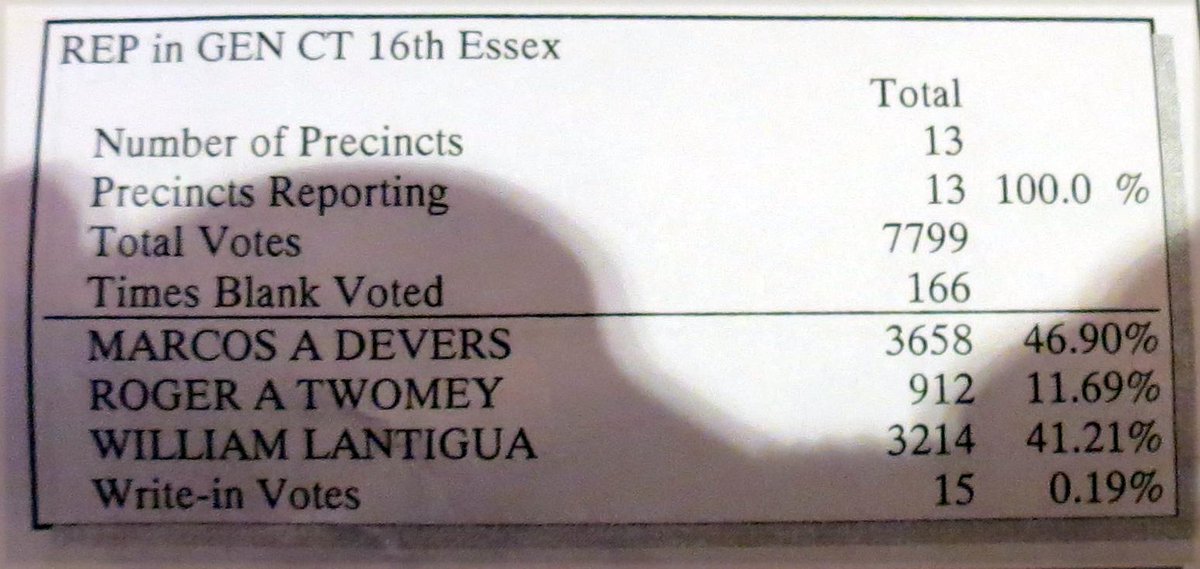 REP in GEN CT 16th Essex
Total
Number of Precincts 13
Precincts Reporting 13 100.0 %
Total Votes 7799
Times Blank Voted 166
MARCOS A DEVERS 3658 46.90%
ROGER A TWOMEY 912 11.69%
WILLIAM LANTIGUA 3214 41.21%
Write-in Votes 15 0.19%